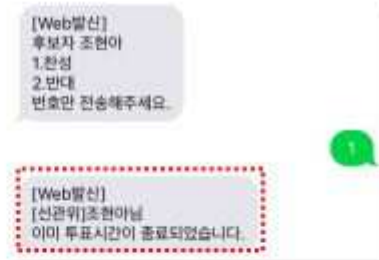 [Web발신]
후보자 조현아
1.찬성
2.반대
번호만 전송해주세요.
1
[Web발신]
[선관위]조현아님
이미 투표시간이 종료되었습니다.